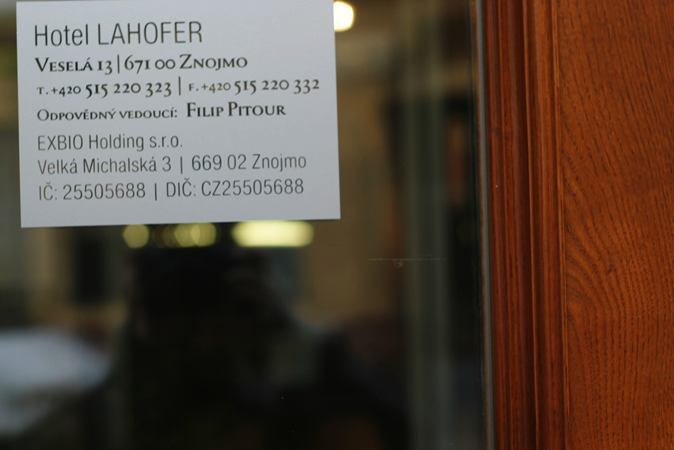 Hotel LAHOFER
Veselá 13 | 671 00 Znojmo
T. +420 515 220 323 | F. +420 515 220 332
Odpovědný vedoucí: Filip Pitour
EXBIO Holding s.r.o.
Velká Michalská 3 | 669 02 Znojmo
IČ: 25505688 | DIČ: CZ25505688